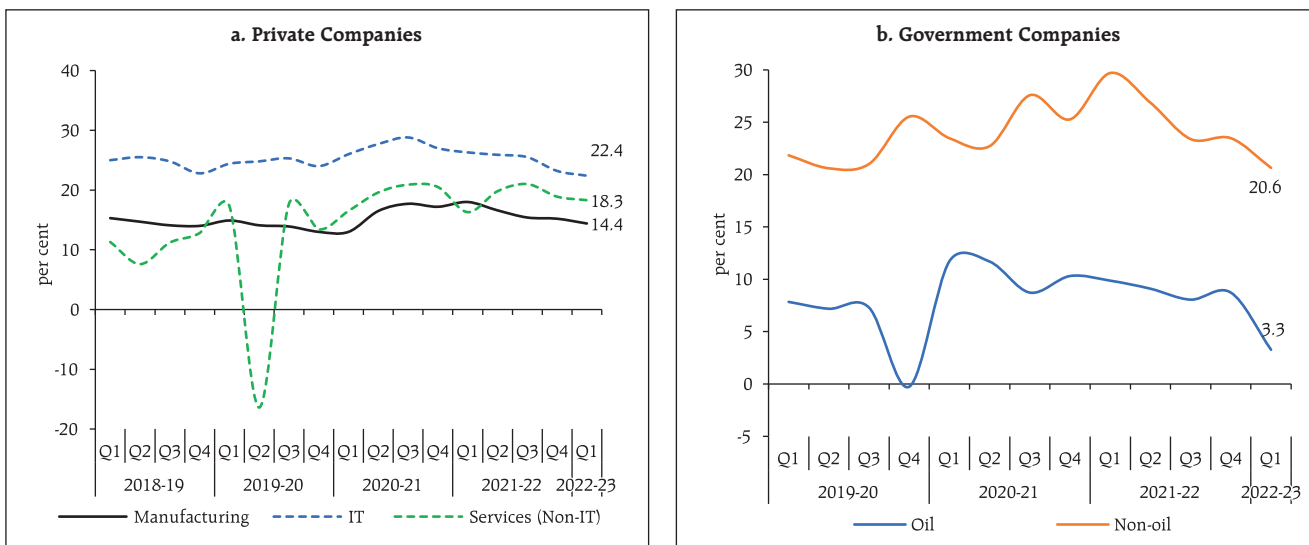 a. Private Companies
40
30
20
10
0
-10
-20
per cent
22.4
18.3
14.4
Q1 Q2 Q3 Q4 Q1 Q2 Q3 Q4 Q1 Q2 Q3 Q4 Q1 Q2 Q3 Q4 Q1
2018-19 2019-20 2020-21 2021-22 2022-23
Manufacturing IT Services (Non-IT)
b. Government Companies
30
25
20
15
10
5
0
-5
per cent
20.6
3.3
Q1 Q2 Q3 Q4 Q1 Q2 Q3 Q4 Q1 Q2 Q3 Q4 Q1
2019-20 2020-21 2021-22 2022-23
Oil Non-oil